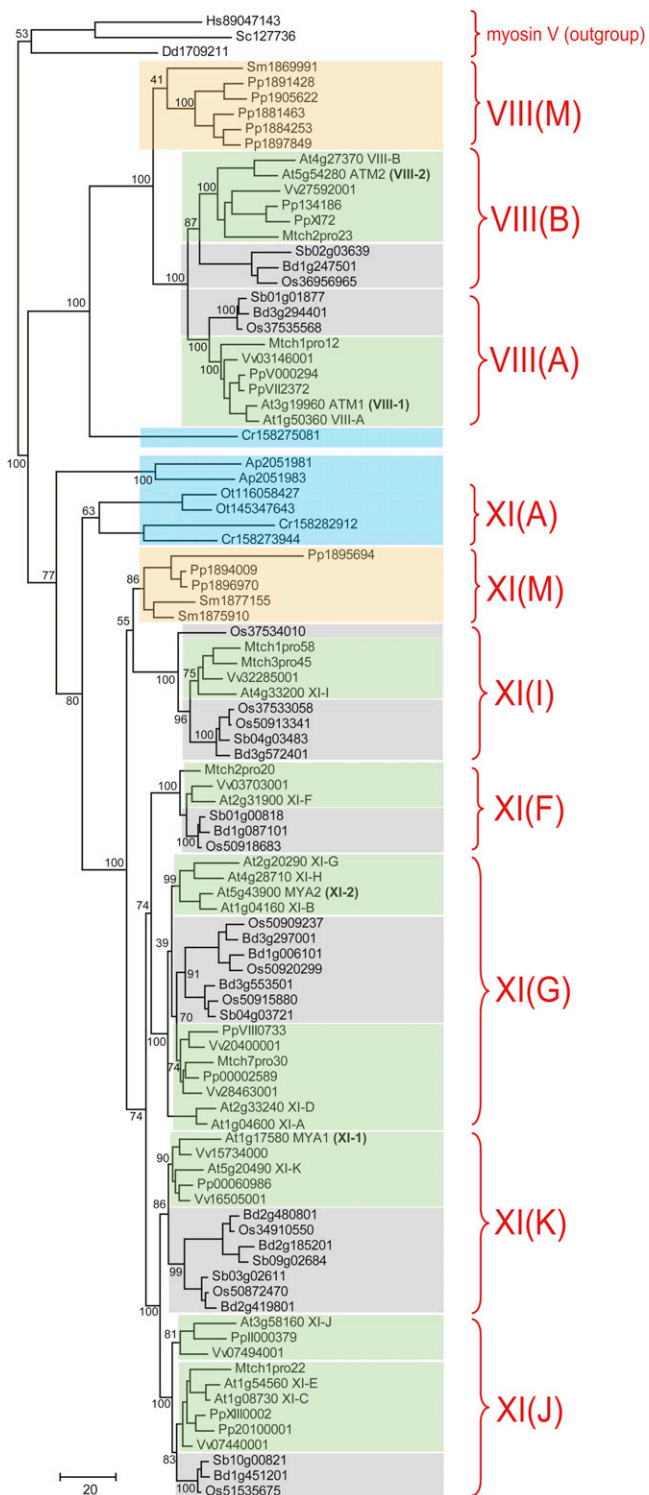 53
Hs89047143
Sc127736
Dd1709211
myosin V (outgroup)
41
Sm1869991
100
Pp1891428
Pp1905622
Pp1881463
Pp1884253
Pp1897849
VIII(M)
At4g27370 VIII-B
100
At5g54280 ATM2 (VIII-2)
Vv27592001
Pp134186
87
PpXI72
Mtch2pro23
Sb02g03639
100
Bd1g247501
Os36956965
VIII(B)
Sb01g01877
100
Bd3g294401
Os37535568
100
Mtch1pro12
Vv03146001
100
PpV000294
PpVII2372
At3g19960 ATM1 (VIII-1)
At1g50360 VIII-A
VIII(A)
Cr158275081
100
Ap2051981
100
Ap2051983
Ot116058427
63
Ot145347643
Cr158282912
Cr158273944
XI(A)
77
Pp1895694
86
Pp1894009
Pp1896970
Sm1877155
55
Sm1875910
XI(M)
Os37534010
Mtch1pro58
100
75
Mtch3pro45
Vv32285001
At4g33200 XI-I
80
96
Os37533058
Os50913341
100
Sb04g03483
Bd3g572401
XI(I)
Mtch2pro20
100
Vv03703001
At2g31900 XI-F
Sb01g00818
Bd1g087101
100
Os50918683
XI(F)
100
At2g20290 XI-G
99
At4g28710 XI-H
At5g43900 MYA2 (XI-2)
74
At1g04160 XI-B
Os50909237
39
Bd3g297001
Bd1g006101
91
Os50920299
Bd3g553501
Os50915880
70
Sb04g03721
PpVIII0733
100
Vv20400001
74
Mtch7pro30
Pp00002589
Vv28463001
At2g33240 XI-D
74
At1g04600 XI-A
XI(G)
At1g17580 MYA1 (XI-1)
90
Vv15734000
At5g20490 XI-K
Pp00060986
86
Vv16505001
Bd2g480801
Os34910550
Bd2g185201
99
Sb09g02684
Sb03g02611
Os50872470
100
Bd2g419801
XI(K)
At3g58160 XI-J
81
PpII000379
Vv07494001
Mtch1pro22
At1g54560 XI-E
100
At1g08730 XI-C
PpXIII0002
Pp20100001
Vv07440001
83
Sb10g00821
Bd1g451201
100
Os51535675
XI(J)
20